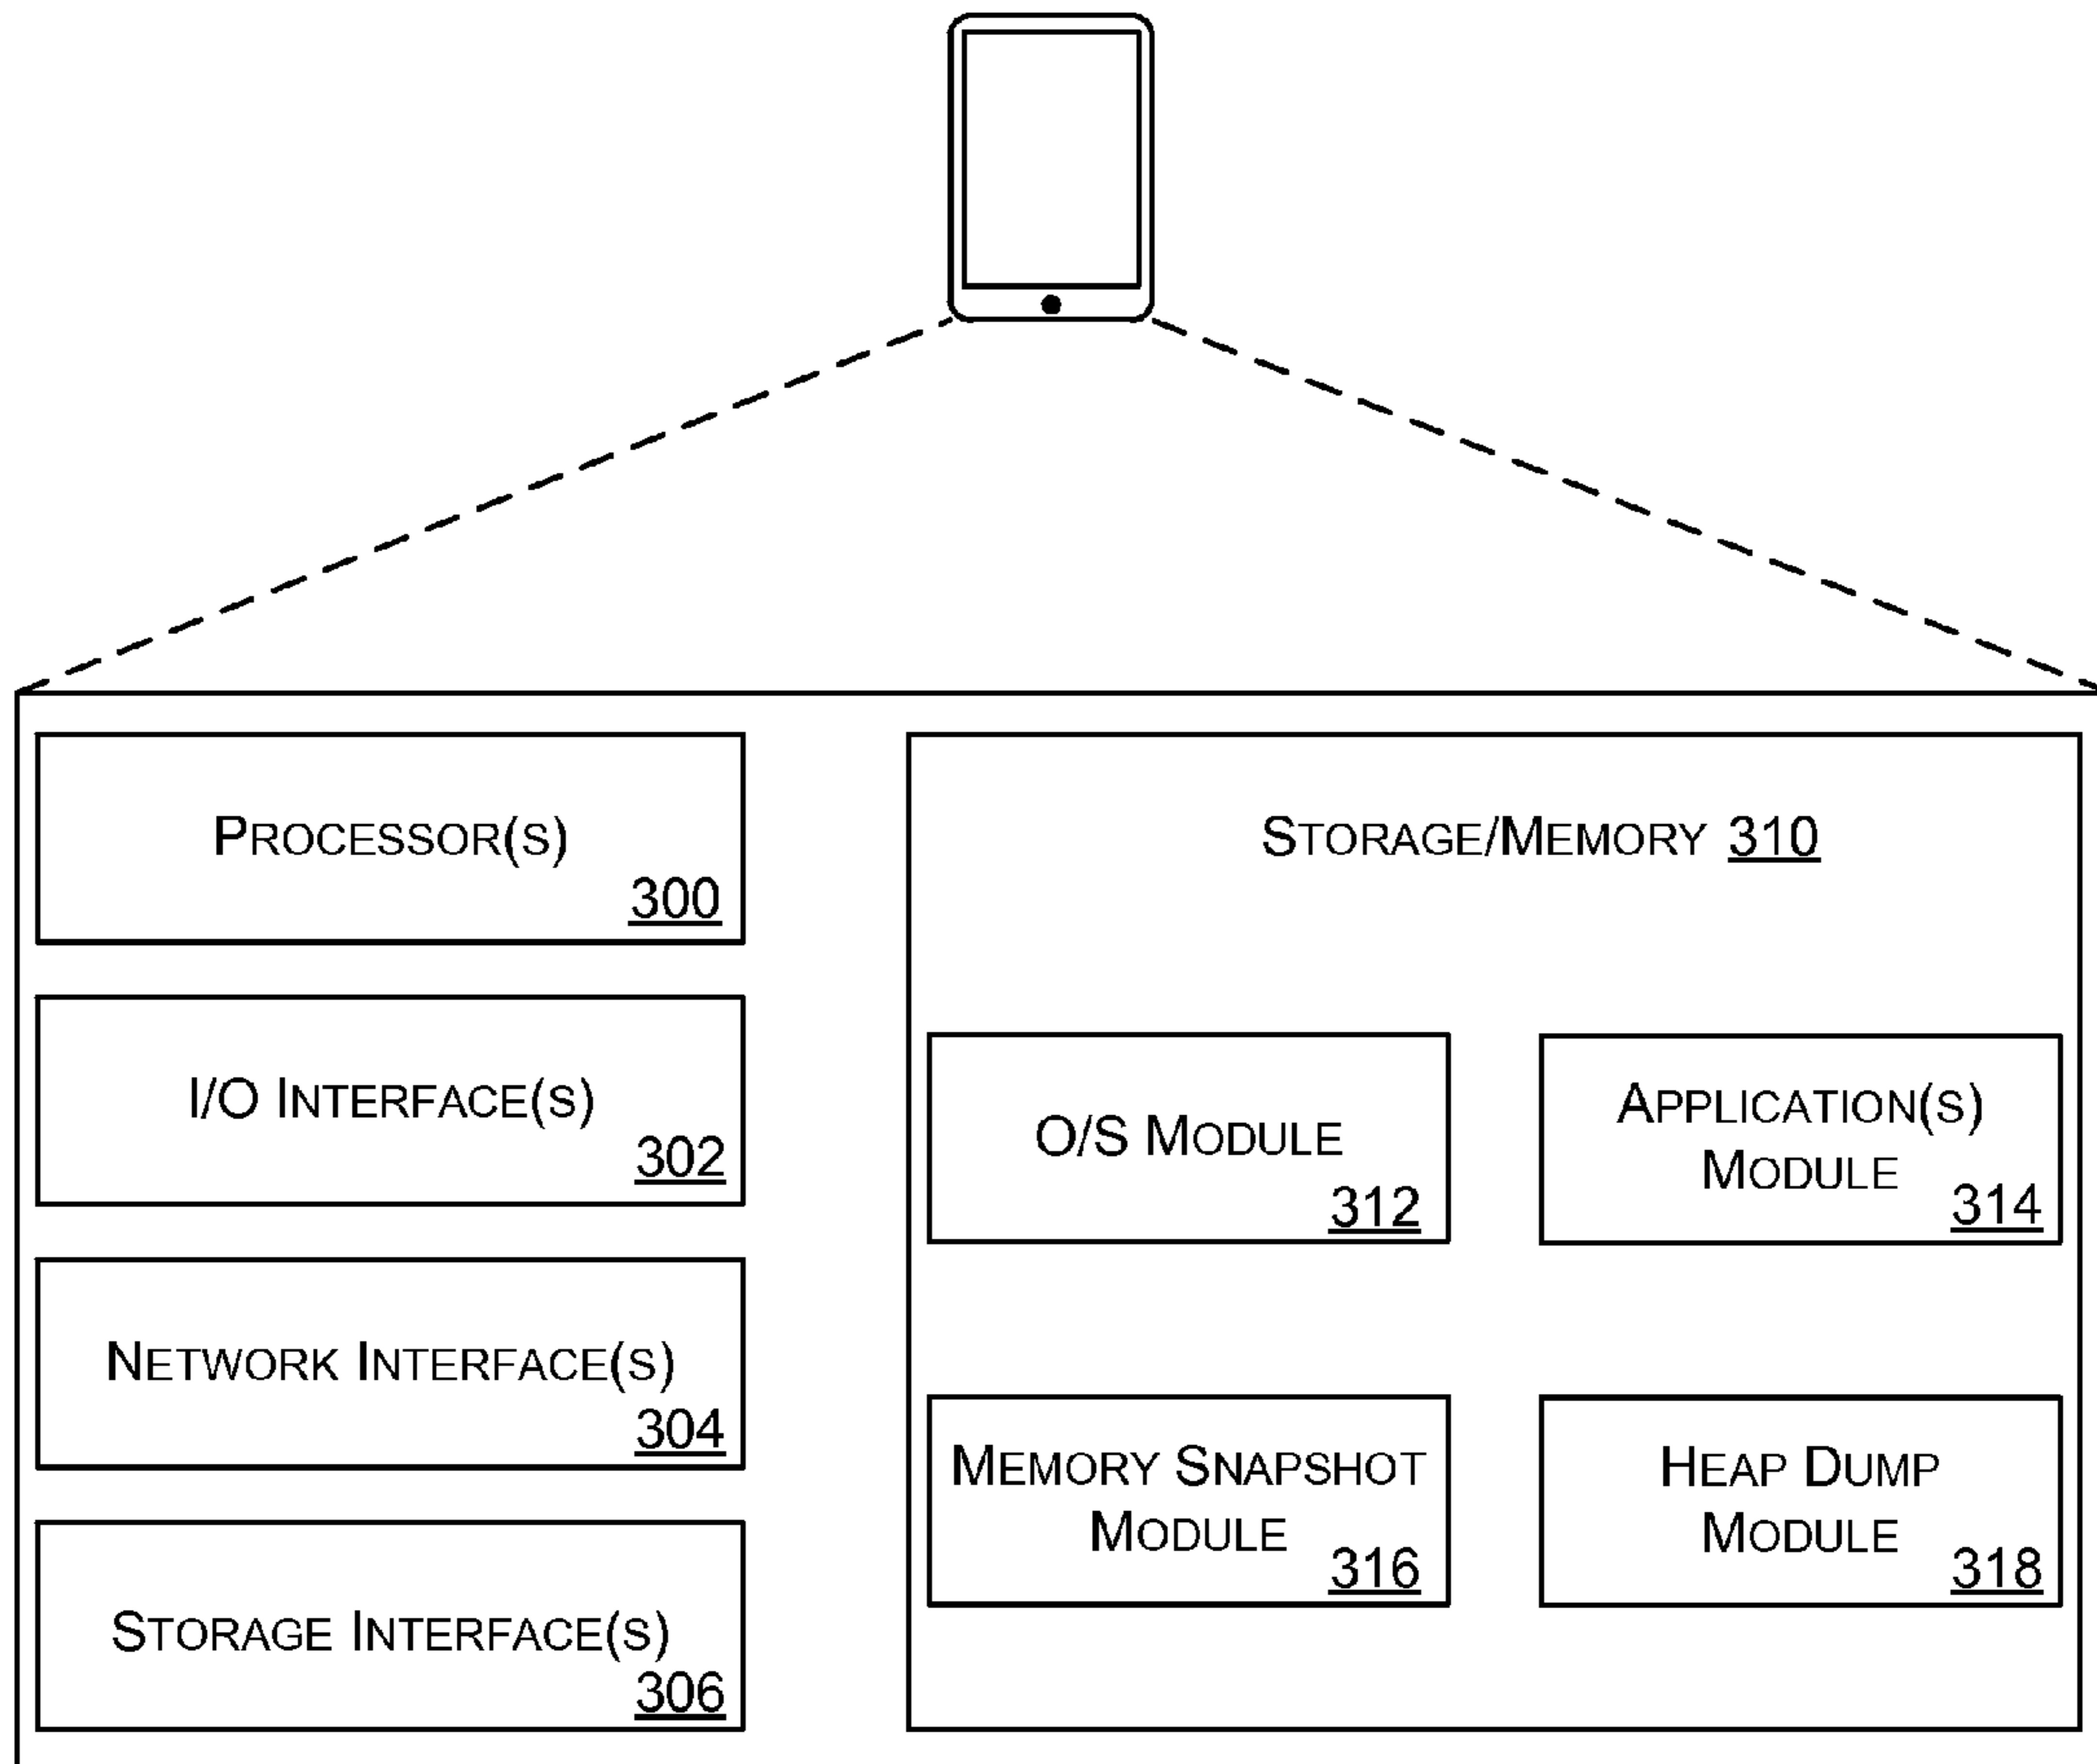 PROCESSOR(S)
300
I/O INTERFACE(S)
302
NETWORK INTERFACE(S)
304
STORAGE INTERFACE(S)
306
STORAGE/MEMORY 310
O/S MODULE
312
APPLICATION(S)
MODULE
314
MEMORY SNAPSHOT
MODULE
316
HEAP DUMP
MODULE
318